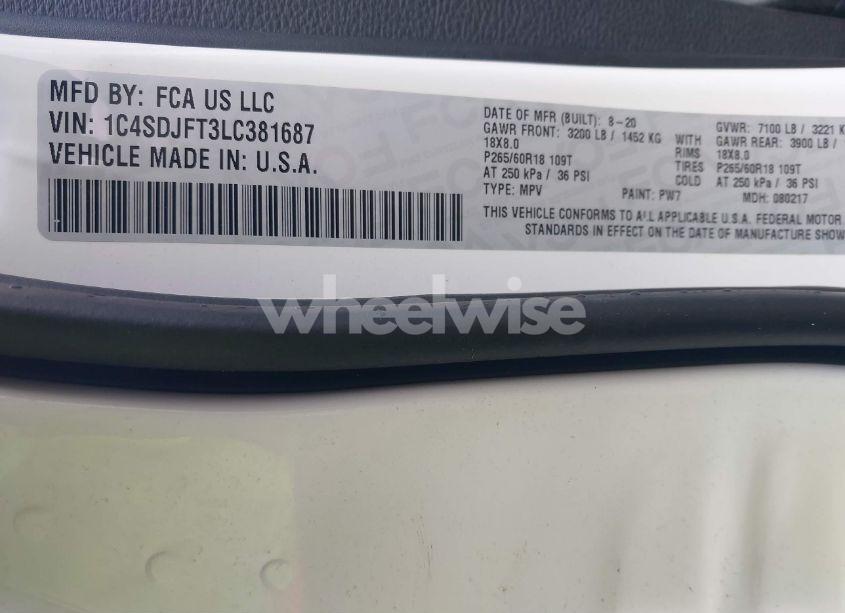 MFD BY: FCA US LLC
VIN: 1C4SDJFT3LC381687
VEHICLE MADE IN: U.S.A.
DATE OF MFR (BUILT): 8-20
GAWR FRONT: 3200 LB / 1452 KG
18X8.0
P265/60R18 109T
AT 250 kPa / 36 PSI
TYPE: MPV
WITH
RIMS
TIRES
COLD
GVWR: 7100 LB / 3221 K
GAWR REAR: 3900 LB /
18X8.0
P265/60R18 109T
AT 250 kPa / 36 PSI
PAINT: PW7
MDH: 080217
THIS VEHICLE CONFORMS TO ALL APPLICABLE U.S.A. FEDERAL MOTOR
STANDARDS IN EFFECT ON THE DATE OF MANUFACTURE SHOW
wheelwise